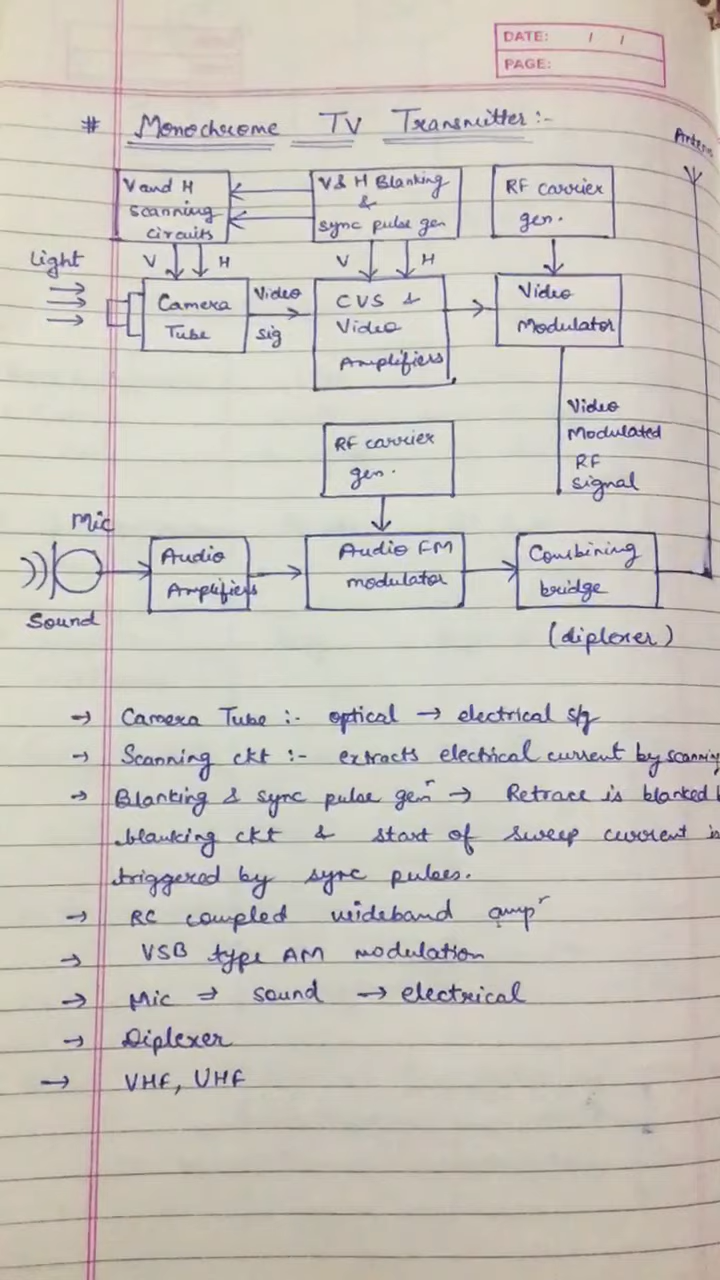 DATE: / /
PAGE:
# Monochrome TV Transmitter :-
Antenna
V and H
scanning
circuits
V & H Blanking
&
sync pulse gen
RF carrier
gen.
Light
V H
V H
Camera
Tube
Video
sig
CVS &
Video
Amplifiers
Video
Modulator
Video
Modulated
RF
signal
RF carrier
gen.
Mic
Sound
Audio
Amplifiers
Audio FM
modulator
Combining
bridge
(diplexer)
→ Camera Tube :- optical → electrical s/g
→ Scanning ckt :- extracts electrical current by scanning
→ Blanking & sync pulse genʳ → Retrace is blanked
blanking ckt & start of sweep current is
triggered by sync pulses.
→ RC coupled wideband ampʳ
→ VSB type AM modulation
→ Mic → sound → electrical
→ Diplexer
→ VHF, UHF